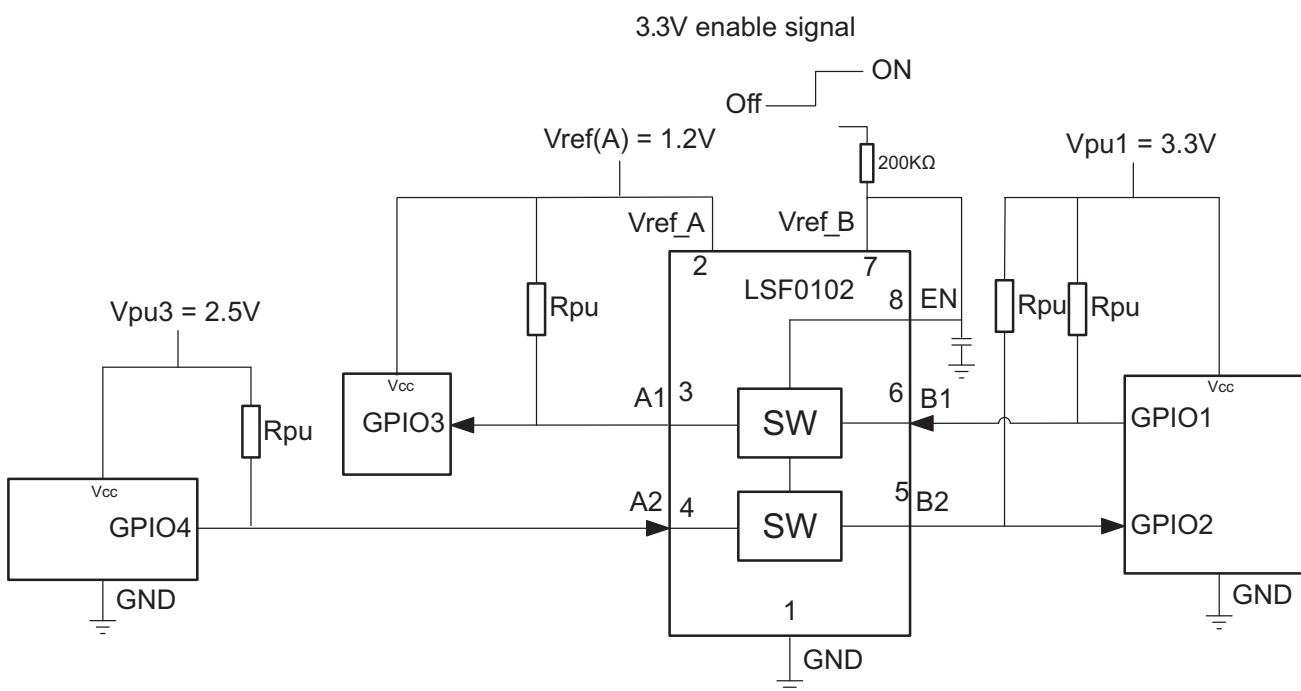 3.3V enable signal
ON
Off
Vref(A) = 1.2V
Vpu1 = 3.3V
200KΩ
Vref_A
Vref_B
2
7
LSF0102
8
EN
Rpu
Rpu
Rpu
Vpu3 = 2.5V
Vcc
Vcc
GPIO3
A1
3
SW
6
B1
GPIO1
Rpu
Vcc
GPIO4
A2
4
SW
5
B2
GPIO2
GND
1
GND
GND